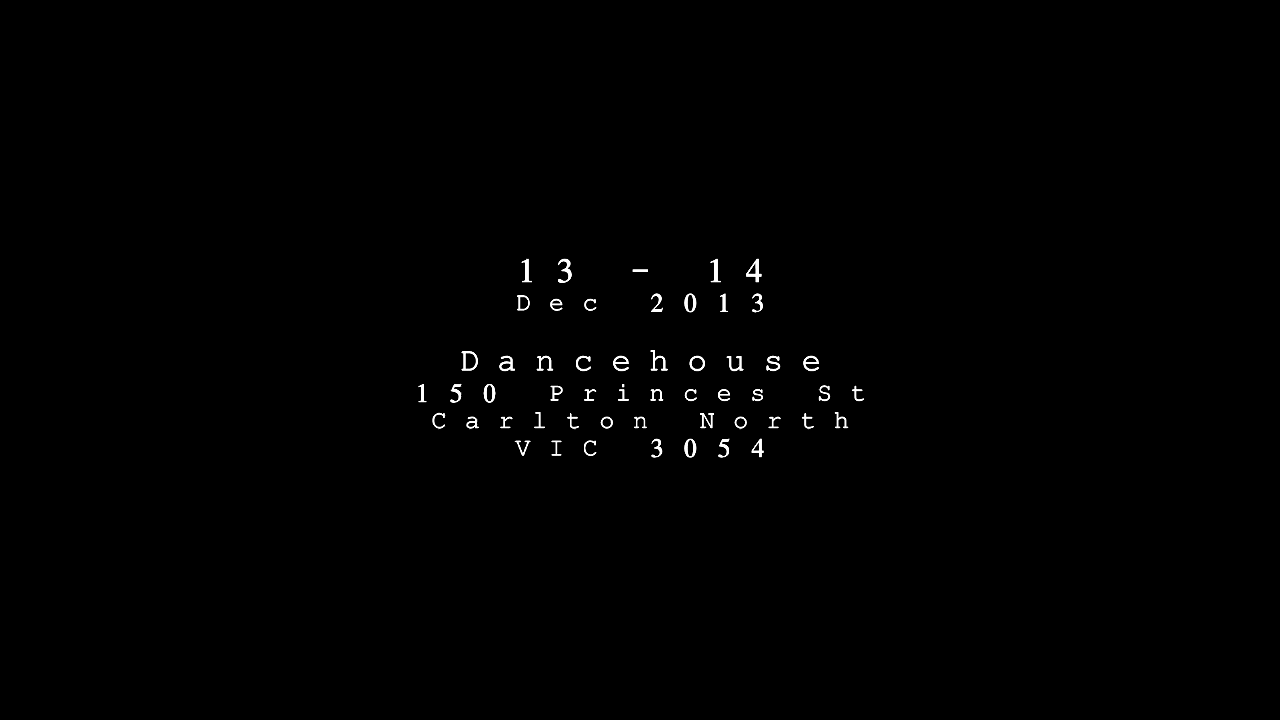 13 - 14
Dec 2013
Dancehouse
150 Princes St
Carlton North
VIC 3054